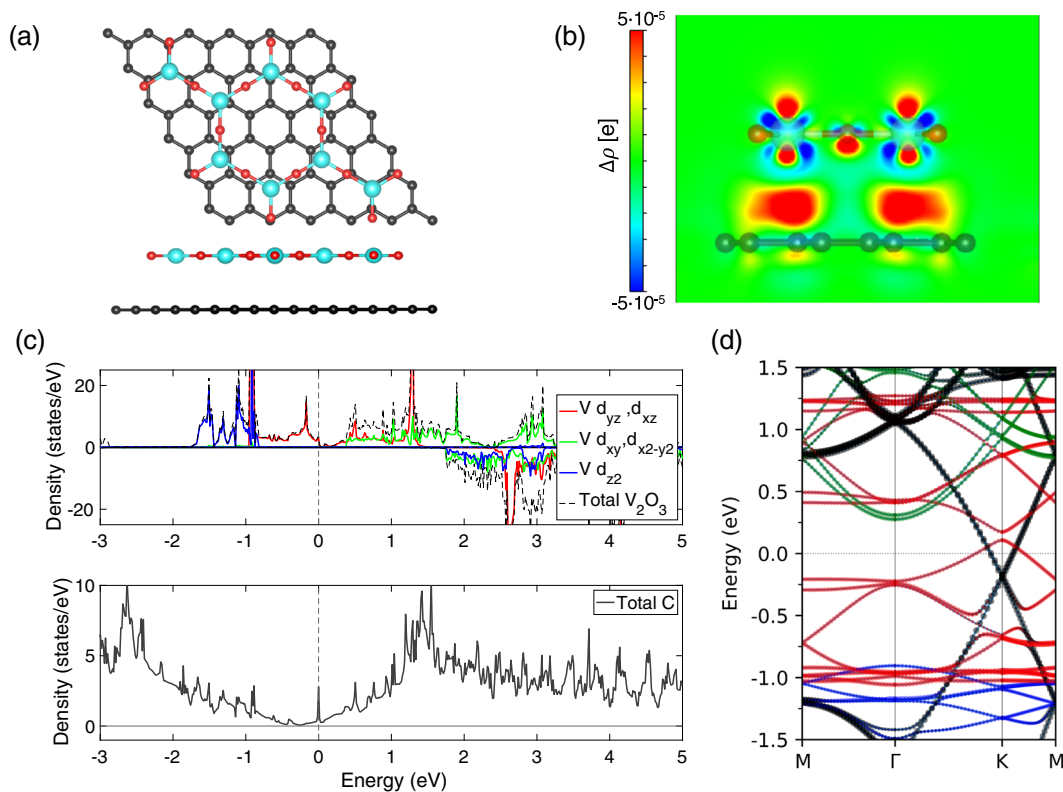 (a)
(b)
5·10⁻⁵
Δρ [e]
-5·10⁻⁵
(c)
20
0
-20
Density (states/eV)
V d_yz ,d_xz
V d_xy,d_x2-y2
V d_z2
Total V₂O₃
-3 -2 -1 0 1 2 3 4 5
10
5
0
Density (states/eV)
Total C
-3 -2 -1 0 1 2 3 4 5
Energy (eV)
(d)
1.5
1.0
0.5
0.0
-0.5
-1.0
-1.5
Energy (eV)
M Γ K M